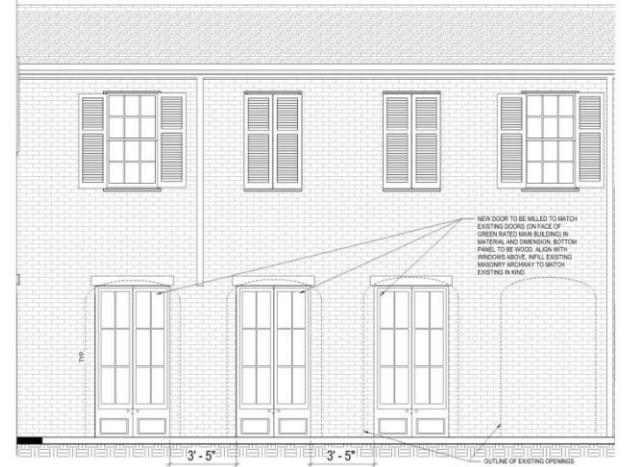 NEW DOOR TO BE MILLED TO MATCH
EXISTING DOORS (ON FACE OF
GREEN RATED MAIN BUILDING) IN
MATERIAL AND DIMENSION. BOTTOM
PANEL TO BE WOOD. ALIGN WITH
WINDOWS ABOVE, INFILL EXISTING
MASONRY ARCHWAY TO MATCH
EXISTING IN KIND
TYP.
3' - 5"
3' - 5"
OUTLINE OF EXISTING OPENINGS